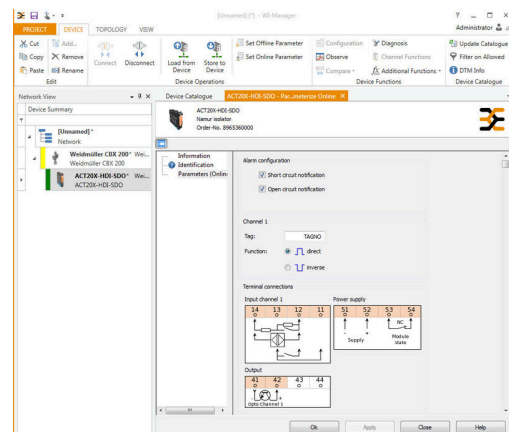 [Unnamed] (*) - WI-Manager
PROJECT DEVICE TOPOLOGY VIEW
Administrator
Cut Add...
Copy Remove
Paste Rename
Edit
Connect Disconnect
Load from Device Store to Device
Device Operations
Set Offline Parameter
Set Online Parameter
Configuration Diagnosis
Observe Channel Functions
Compare Additional Functions
Device Functions
Update Catalogue
Filter on Allowed
DTM Info
Device Catalogue
Network View
Device Summary
[Unnamed]*
Network
Weidmüller CBX 200* Wei...
Weidmüller CBX 200
ACT20X-HDI-SDO* Wei...
ACT20X-HDI-SDO
Device Catalogue ACT20X-HDI-SDO - Par...meterize Online
ACT20X-HDI-SDO
Namur isolator
Order-No. 8965360000
Information
Identification
Parameters (Onlin
Alarm configuration
Short circuit notification
Open circuit notification
Channel 1
Tag: TAGNO
Function: direct
inverse
Terminal connections
Input channel 1 Power supply
14 13 12 11 51 52 53 54
NC
- +
Supply Module state
Output
41 42 43 44
- +
Opto Channel 1
Ok Apply Close Help